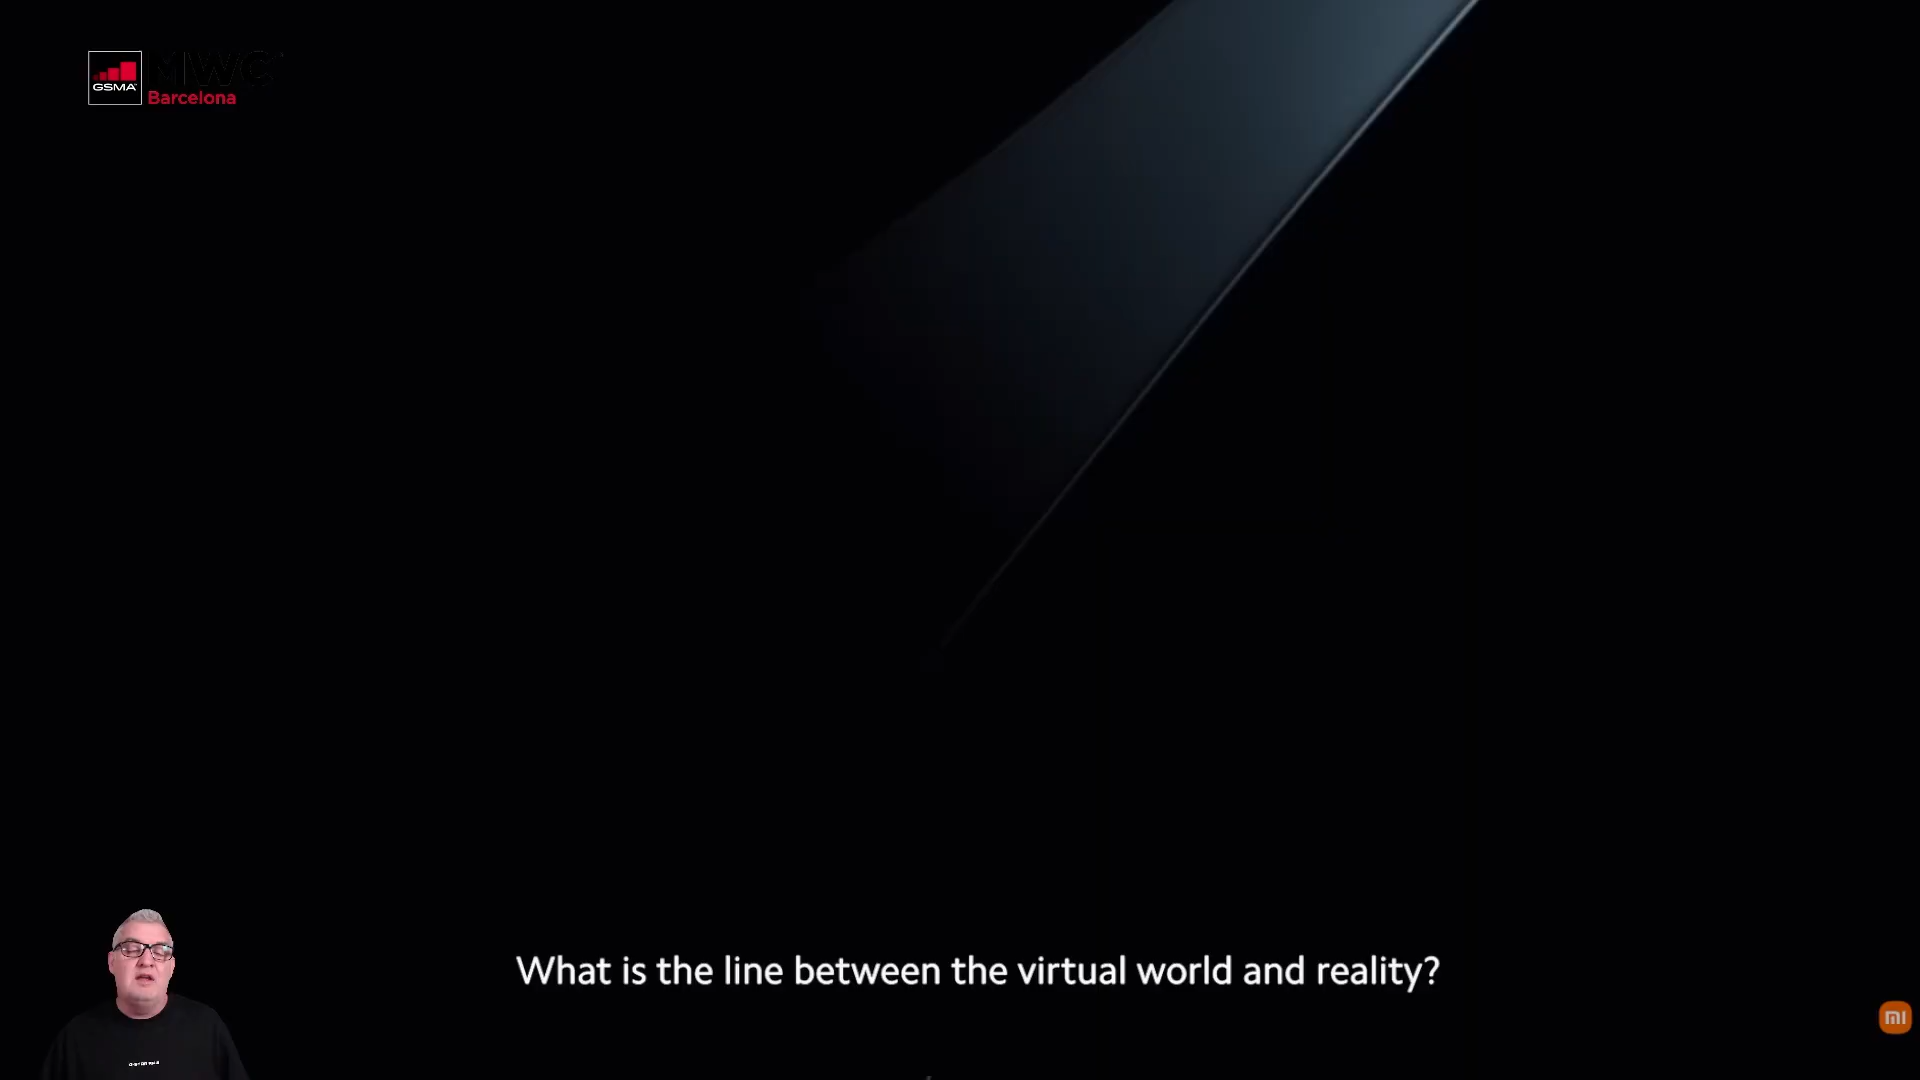 GSMA
MWC
Barcelona
What is the line between the virtual world and reality?
mi